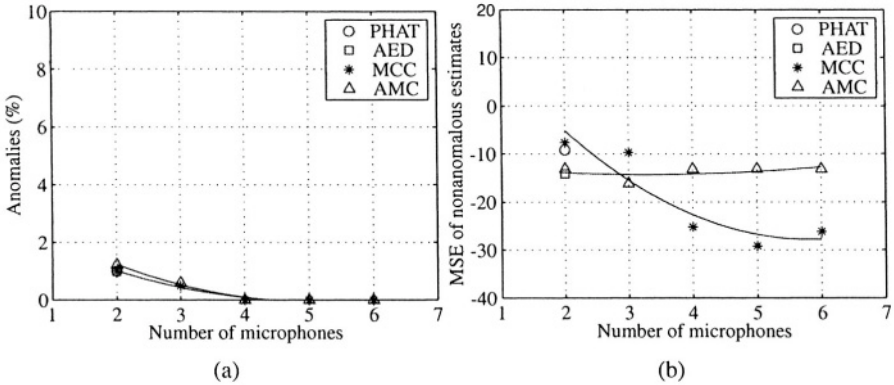 10
8
6
4
2
0
Anomalies (%)
PHAT
AED
MCC
AMC
1 2 3 4 5 6 7
Number of microphones
(a)
20
10
0
-10
-20
-30
-40
MSE of nonanomalous estimates
PHAT
AED
MCC
AMC
1 2 3 4 5 6 7
Number of microphones
(b)